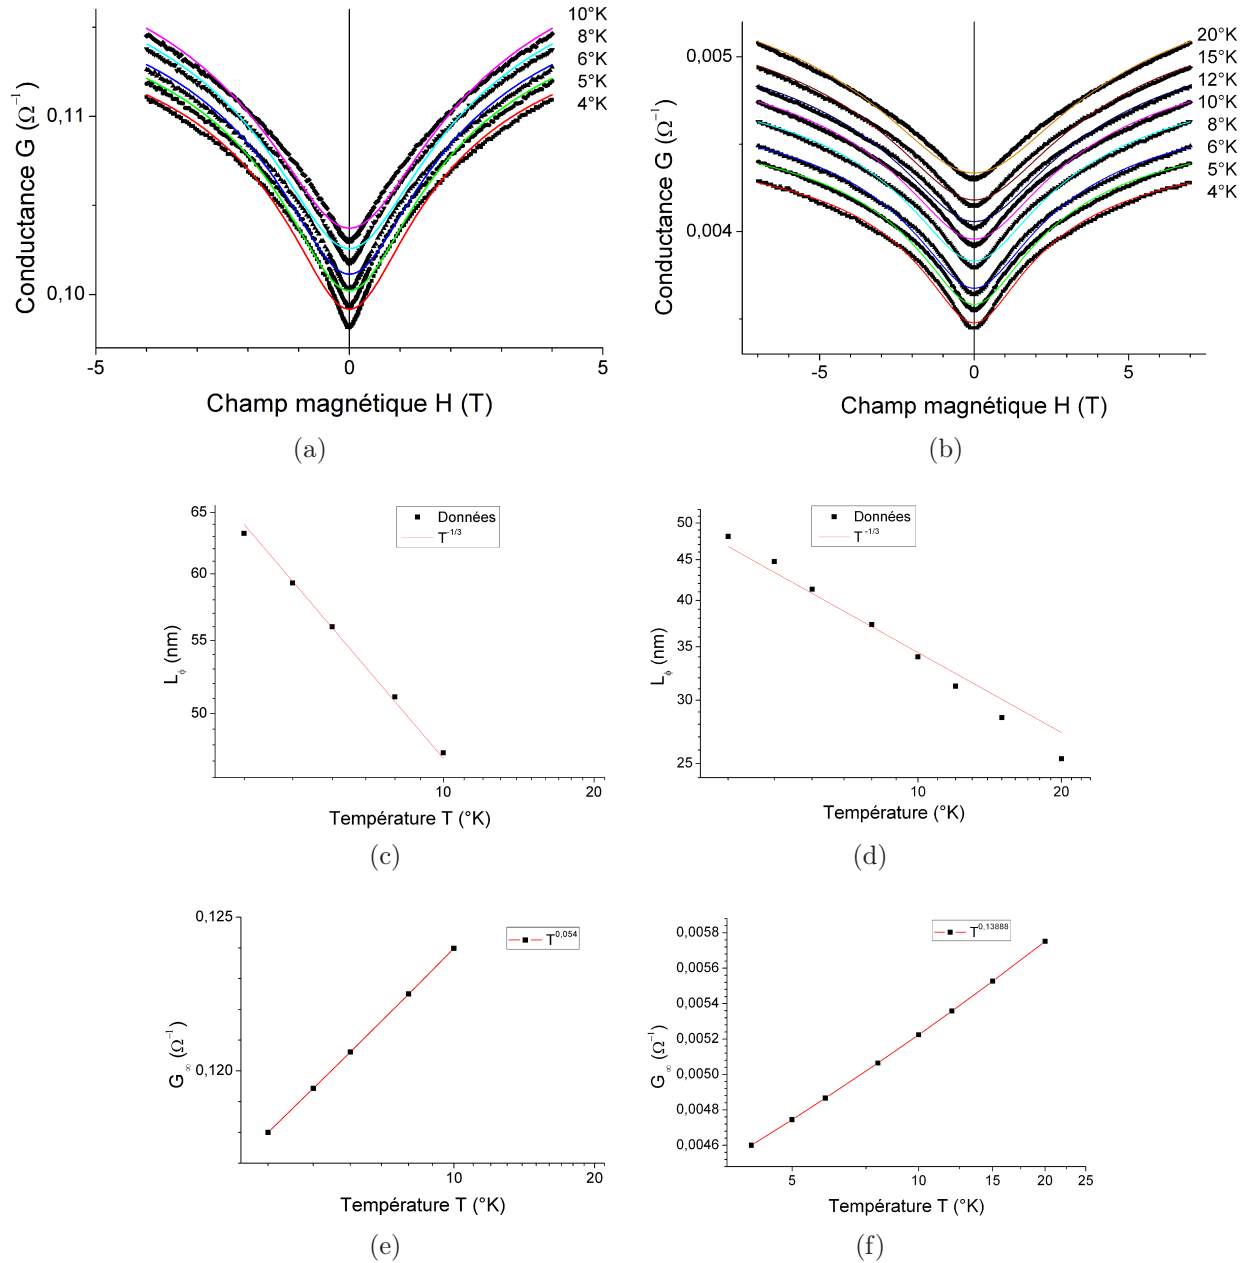 10°K
8°K
6°K
5°K
4°K
0,11
0,10
Conductance G (Ω⁻¹)
-5
0
5
Champ magnétique H (T)
(a)
20°K
15°K
12°K
10°K
8°K
6°K
5°K
4°K
0,005
0,004
Conductance G (Ω⁻¹)
-5
0
5
Champ magnétique H (T)
(b)
65
60
55
50
L_ϕ (nm)
Données
T^-1/3
10
20
Température T (°K)
(c)
50
45
40
35
30
25
L_ϕ (nm)
Données
T^-1/3
10
20
Température (°K)
(d)
0,125
0,120
G_∞ (Ω⁻¹)
T^0,054
10
20
Température T (°K)
(e)
0,0058
0,0056
0,0054
0,0052
0,0050
0,0048
0,0046
G_∞ (Ω⁻¹)
T^0,13888
5
10
15
20
25
Température T (°K)
(f)